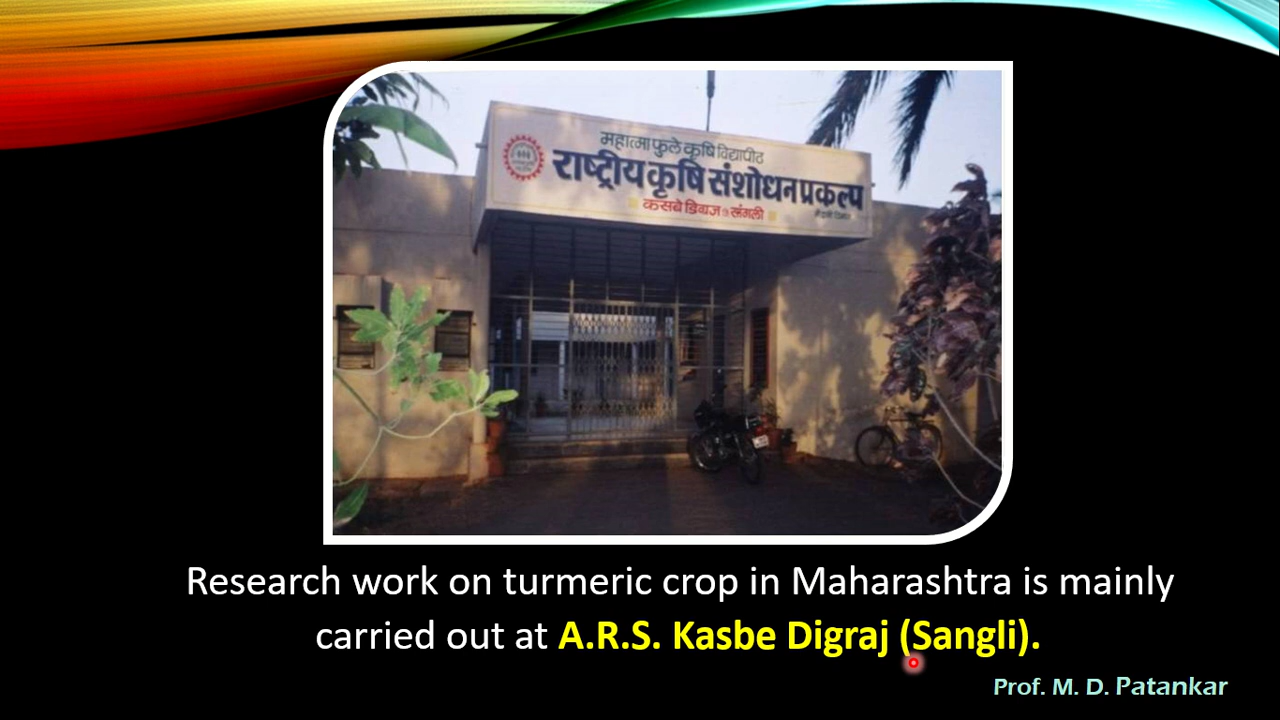 महात्मा फुले कृषि विद्यापीठ
राष्ट्रीय कृषि संशोधन प्रकल्प
कसबे डिग्रज सांगली
Research work on turmeric crop in Maharashtra is mainly
carried out at A.R.S. Kasbe Digraj (Sangli).
Prof. M. D. Patankar